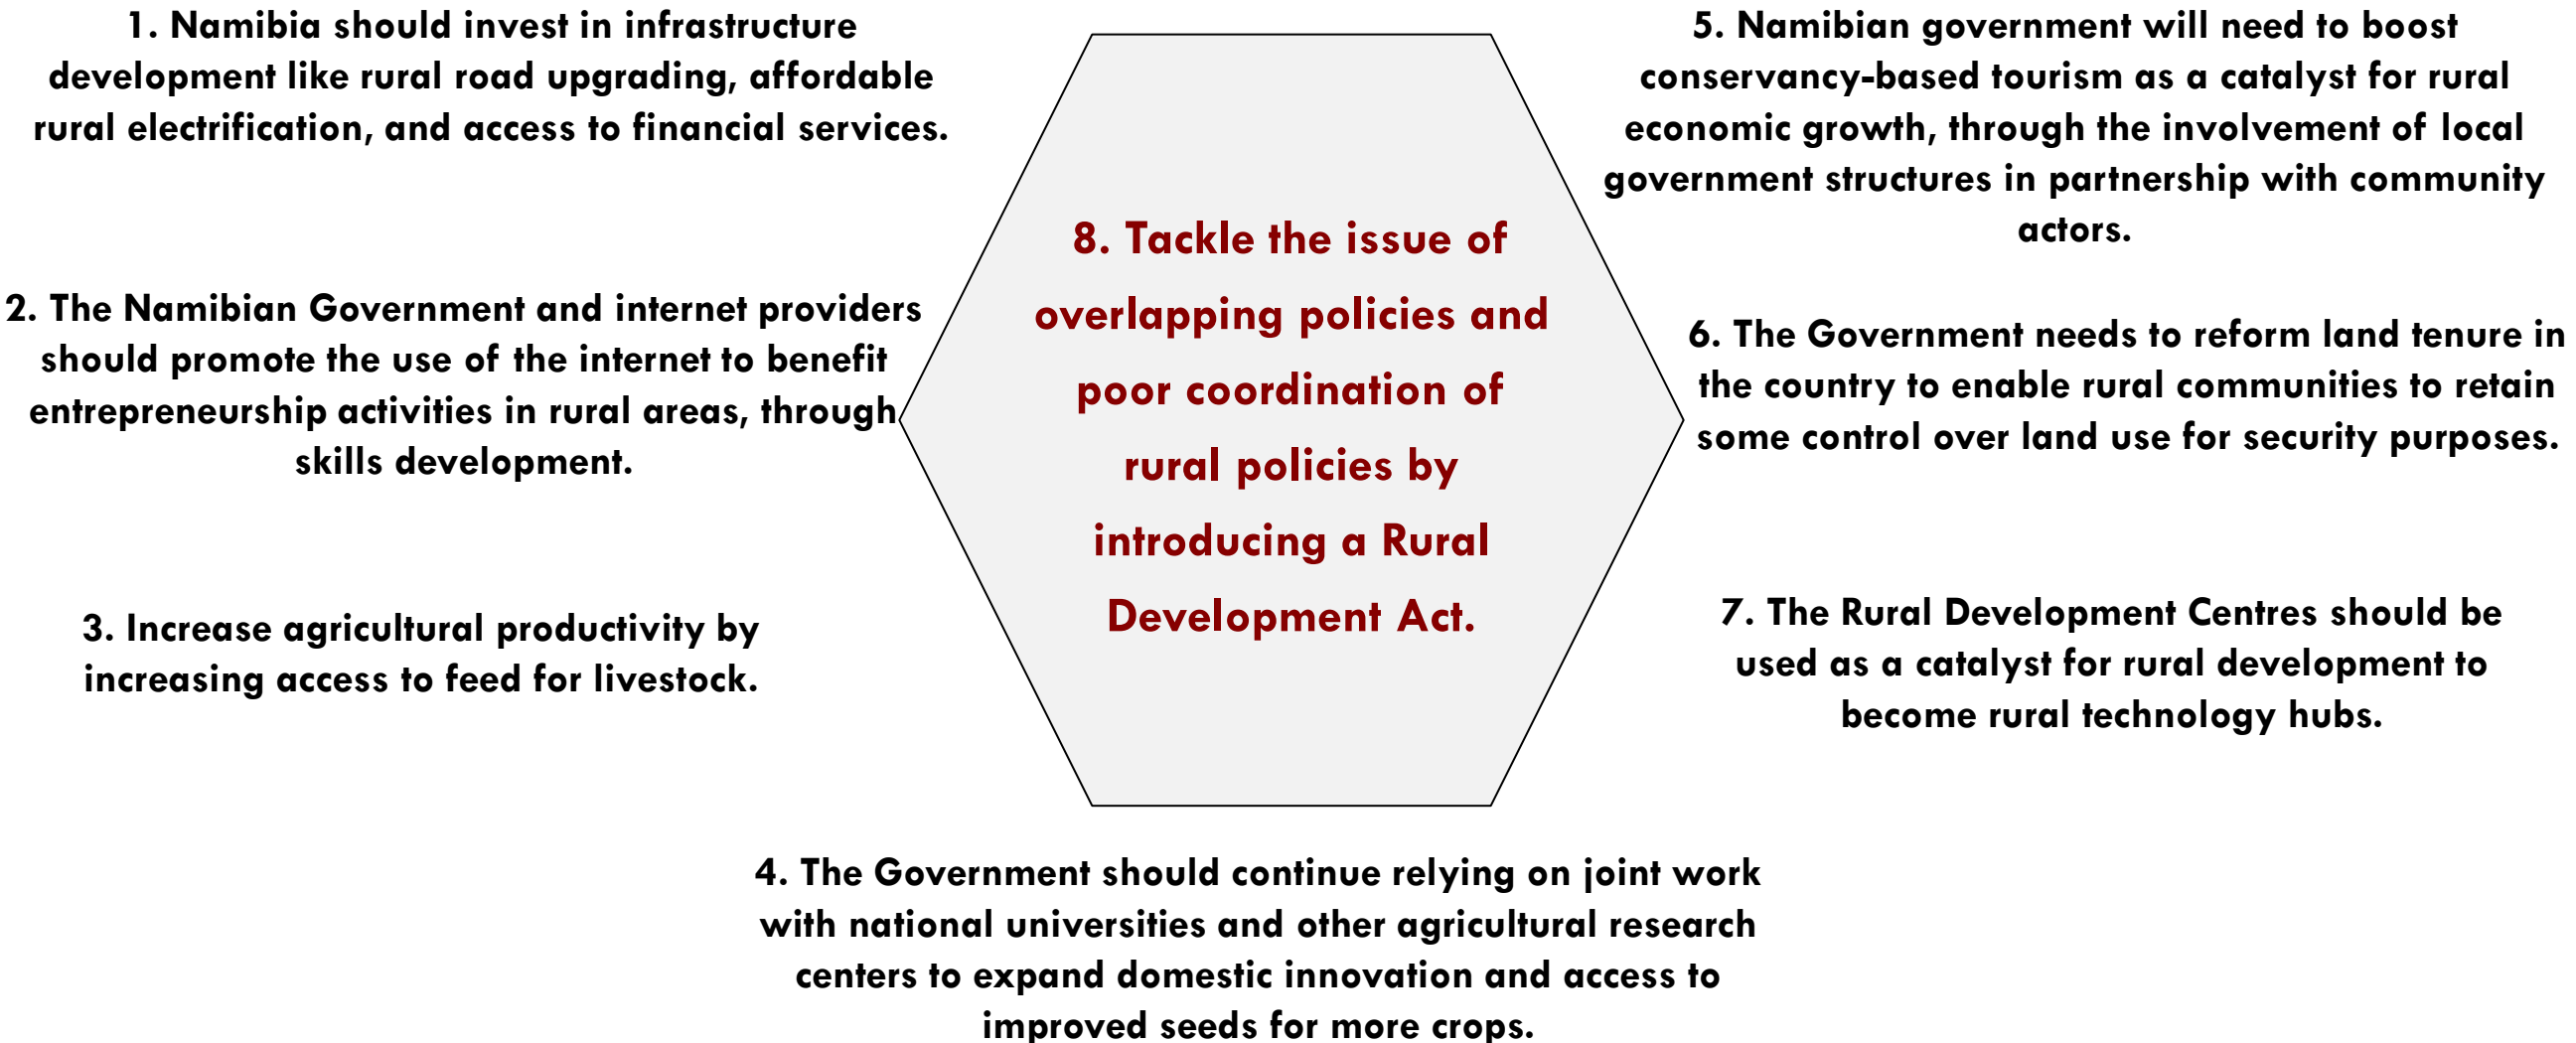 1. Namibia should invest in infrastructure
development like rural road upgrading, affordable
rural electrification, and access to financial services.
2. The Namibian Government and internet providers
should promote the use of the internet to benefit
entrepreneurship activities in rural areas, through
skills development.
3. Increase agricultural productivity by
increasing access to feed for livestock.
4. The Government should continue relying on joint work
with national universities and other agricultural research
centers to expand domestic innovation and access to
improved seeds for more crops.
5. Namibian government will need to boost
conservancy-based tourism as a catalyst for rural
economic growth, through the involvement of local
government structures in partnership with community
actors.
6. The Government needs to reform land tenure in
the country to enable rural communities to retain
some control over land use for security purposes.
7. The Rural Development Centres should be
used as a catalyst for rural development to
become rural technology hubs.
8. Tackle the issue of
overlapping policies and
poor coordination of
rural policies by
introducing a Rural
Development Act.